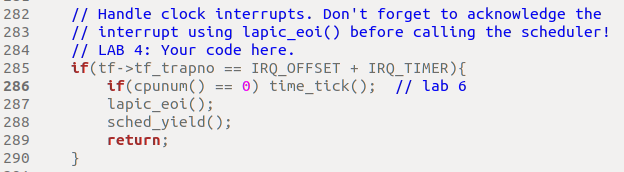 282 // Handle clock interrupts. Don't forget to acknowledge the
283 // interrupt using lapic_eoi() before calling the scheduler!
284 // LAB 4: Your code here.
285 if(tf->tf_trapno == IRQ_OFFSET + IRQ_TIMER){
286 if(cpunum() == 0) time_tick();  // lab 6
287 lapic_eoi();
288 sched_yield();
289 return;
290 }